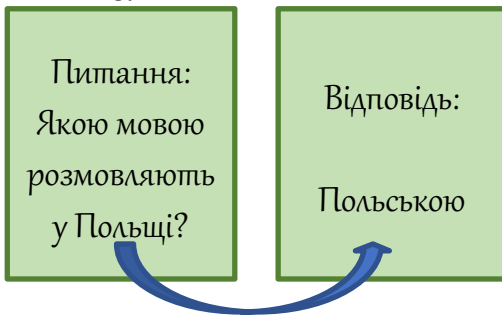 Питання:
Якою мовою
розмовляють
у Польщі?
Відповідь:
Польською